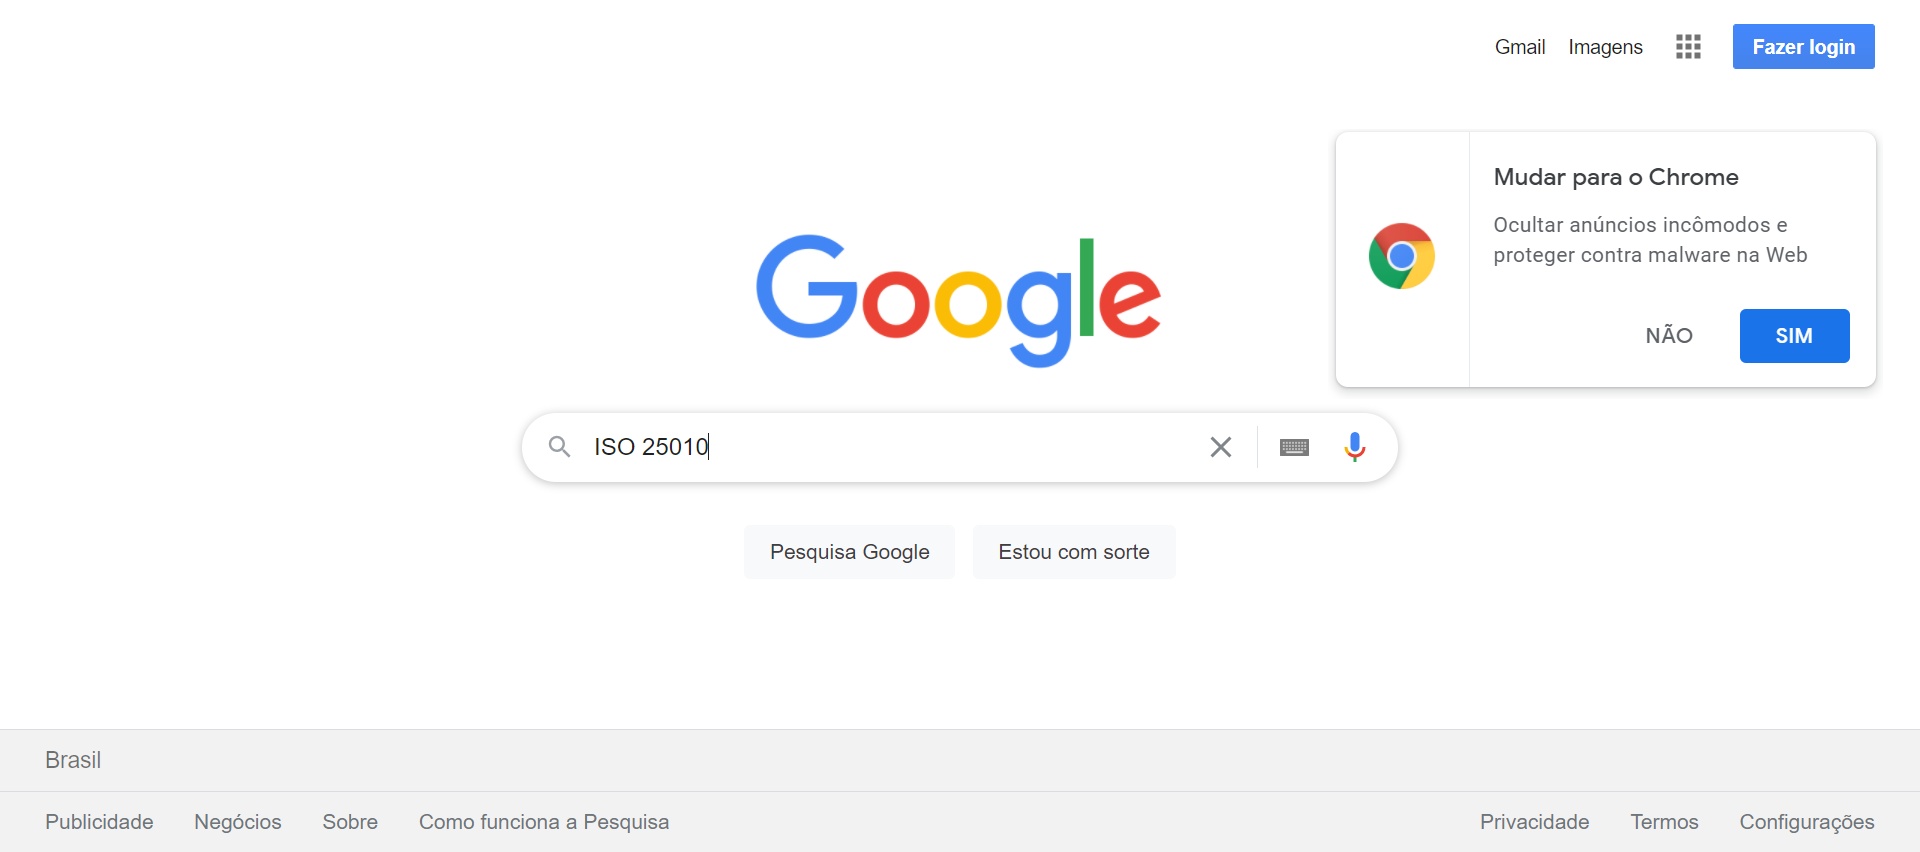 Gmail Imagens Fazer login
Mudar para o Chrome
Ocultar anúncios incômodos e
proteger contra malware na Web
NÃO SIM
Google
ISO 25010
Pesquisa Google Estou com sorte
Brasil
Publicidade Negócios Sobre Como funciona a Pesquisa Privacidade Termos Configurações